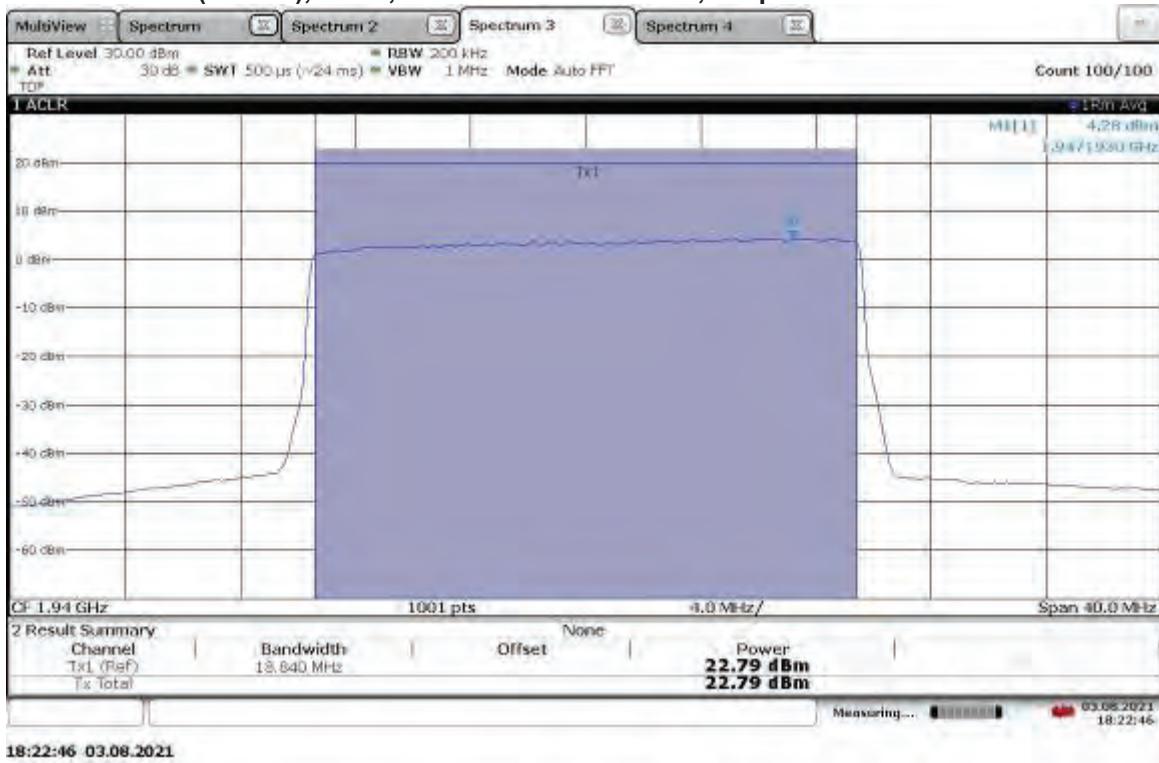 MultiView Spectrum Spectrum 2 Spectrum 3 Spectrum 4
Ref Level 30.00 dBm RBW 200 kHz
Att 30 dB SWT 500 µs (~24 ms) VBW 1 MHz Mode Auto FFT Count 100/100
TDF
1 ACLR 1Rm Avg
M1[1] 4.28 dBm
1.9471930 GHz
Tx1
20 dBm
10 dBm
0 dBm
-10 dBm
-20 dBm
-30 dBm
-40 dBm
-50 dBm
-60 dBm
CF 1.94 GHz 1001 pts 4.0 MHz/ Span 40.0 MHz
2 Result Summary None
Channel Bandwidth Offset Power
Tx1 (Ref) 18.840 MHz 22.79 dBm
Tx Total 22.79 dBm
Measuring... 03.08.2021
18:22:46
18:22:46 03.08.2021